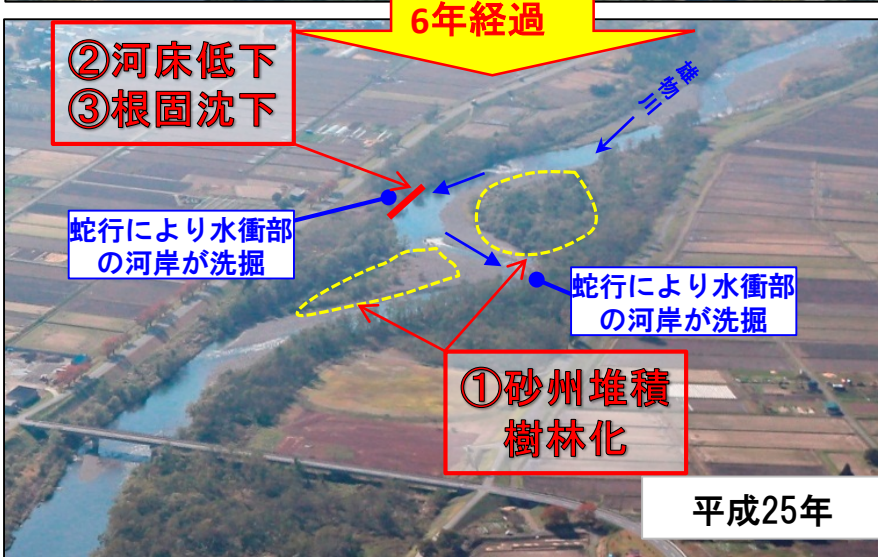 6年経過
②河床低下
③根固沈下
雄物川
蛇行により水衝部
の河岸が洗掘
蛇行により水衝部
の河岸が洗掘
①砂州堆積
樹林化
平成25年